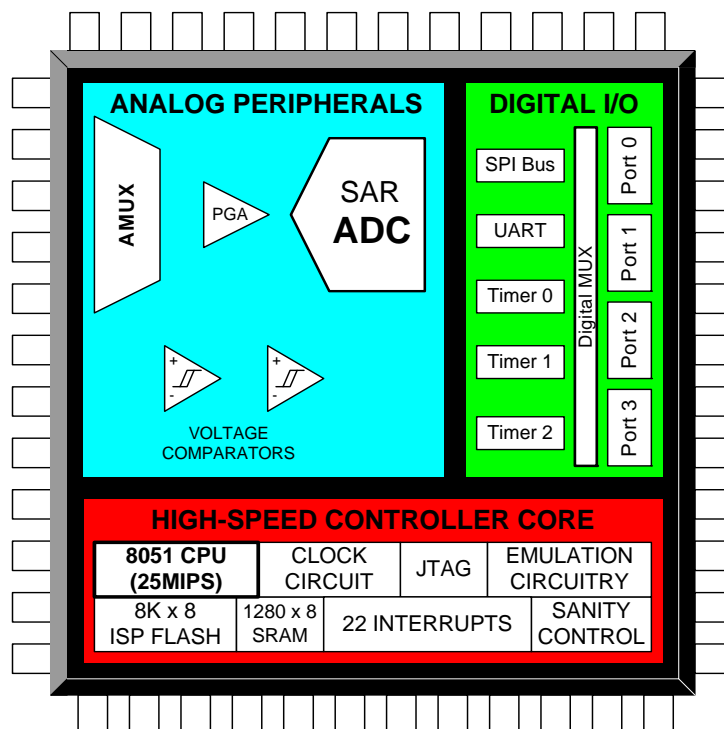 ANALOG PERIPHERALS
AMUX
PGA
SAR
ADC
+
-
+
-
VOLTAGE
COMPARATORS
DIGITAL I/O
SPI Bus
UART
Timer 0
Timer 1
Timer 2
Digital MUX
Port 0
Port 1
Port 2
Port 3
HIGH-SPEED CONTROLLER CORE
8051 CPU
(25MIPS)
CLOCK
CIRCUIT
JTAG
EMULATION
CIRCUITRY
8K x 8
ISP FLASH
1280 x 8
SRAM
22 INTERRUPTS
SANITY
CONTROL